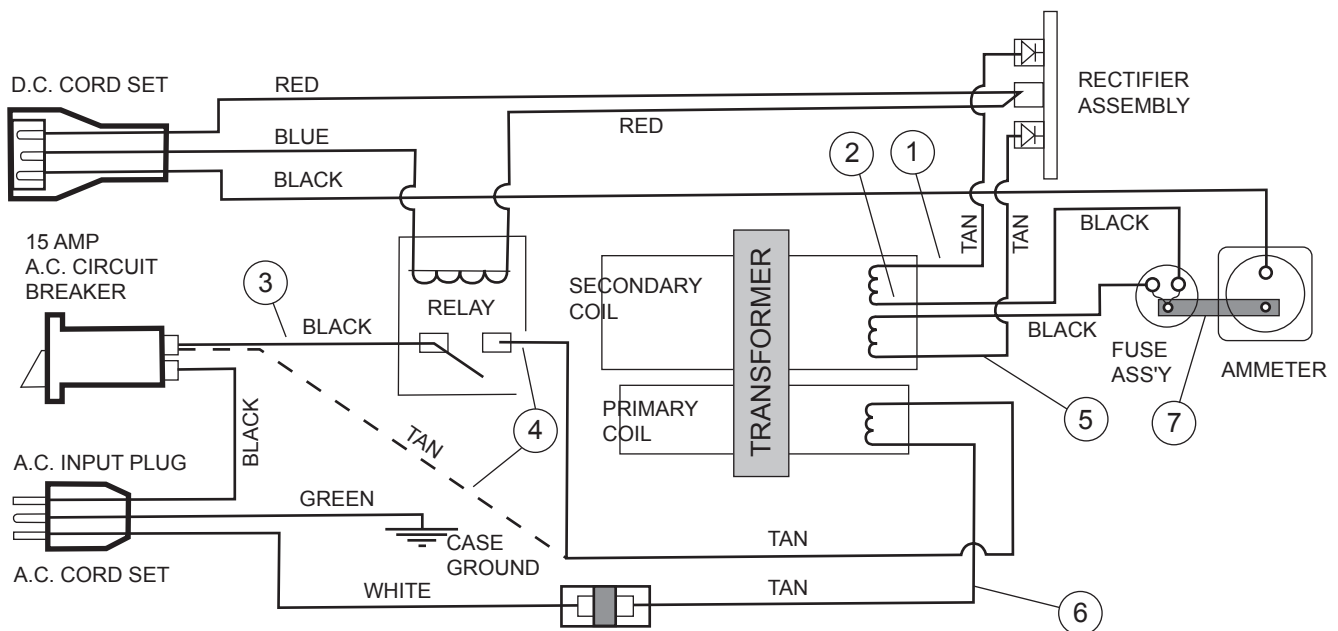 D.C. CORD SET
RED
BLUE
BLACK
RED
RECTIFIER
ASSEMBLY
2
1
TAN
TAN
BLACK
15 AMP
A.C. CIRCUIT
BREAKER
3
BLACK
RELAY
SECONDARY
COIL
TRANSFORMER
BLACK
FUSE
ASS'Y
AMMETER
PRIMARY
COIL
4
5
7
TAN
BLACK
A.C. INPUT PLUG
GREEN
CASE
GROUND
TAN
A.C. CORD SET
WHITE
TAN
6